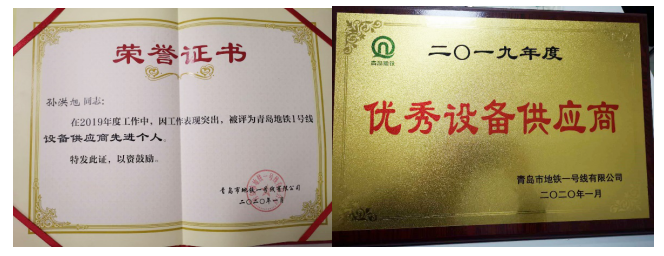 荣誉证书
孙洪旭同志：
在2019年度工作中，因工作表现突出，被评为青岛地铁1号线
设备供应商先进个人。
特发此证，以资鼓励。
青岛市地铁一号线有限公司
二〇二〇年一月
青岛地铁
二〇一九年度
优秀设备供应商
青岛市地铁一号线有限公司
二〇二〇年一月